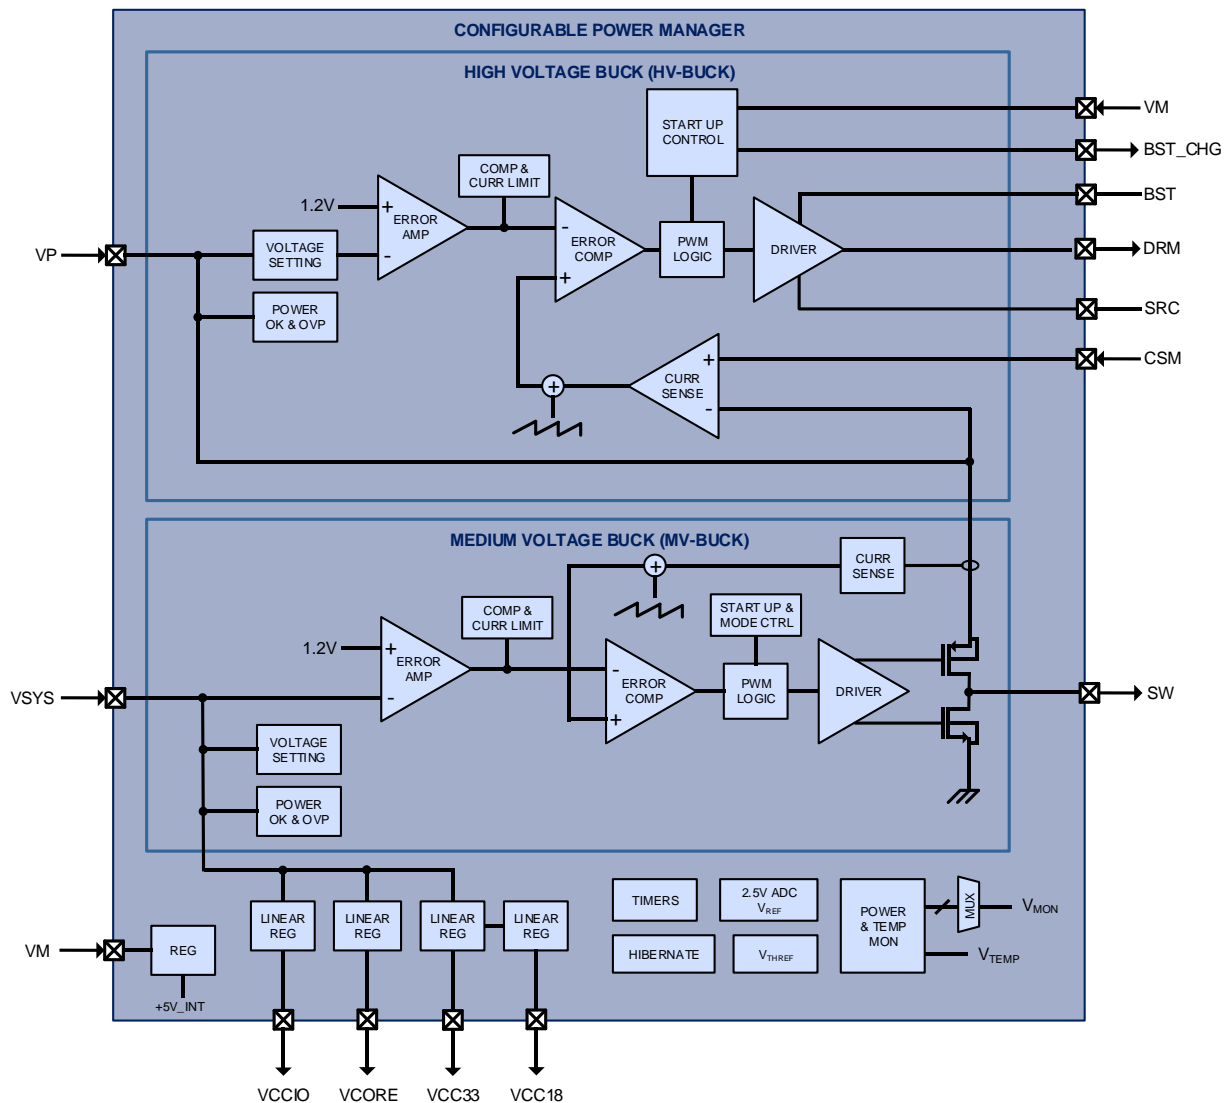 CONFIGURABLE POWER MANAGER
HIGH VOLTAGE BUCK (HV-BUCK)
VM
START UP
CONTROL
BST_CHG
COMP &
CURR LIMIT
BST
1.2V
+
ERROR
AMP
-
-
ERROR
COMP
+
PWM
LOGIC
DRIVER
DRM
VP
VOLTAGE
SETTING
POWER
OK & OVP
SRC
CSM
+
CURR
SENSE
-
+
MEDIUM VOLTAGE BUCK (MV-BUCK)
+
CURR
SENSE
COMP &
CURR LIMIT
START UP &
MODE CTRL
1.2V
+
ERROR
AMP
-
-
ERROR
COMP
+
PWM
LOGIC
DRIVER
VSYS
SW
VOLTAGE
SETTING
POWER
OK & OVP
LINEAR
REG
LINEAR
REG
LINEAR
REG
LINEAR
REG
TIMERS
2.5V ADC
VREF
POWER
& TEMP
MON
MUX
VMON
VM
REG
HIBERNATE
VTHREF
VTEMP
+5V_INT
VCCIO
VCORE
VCC33
VCC18